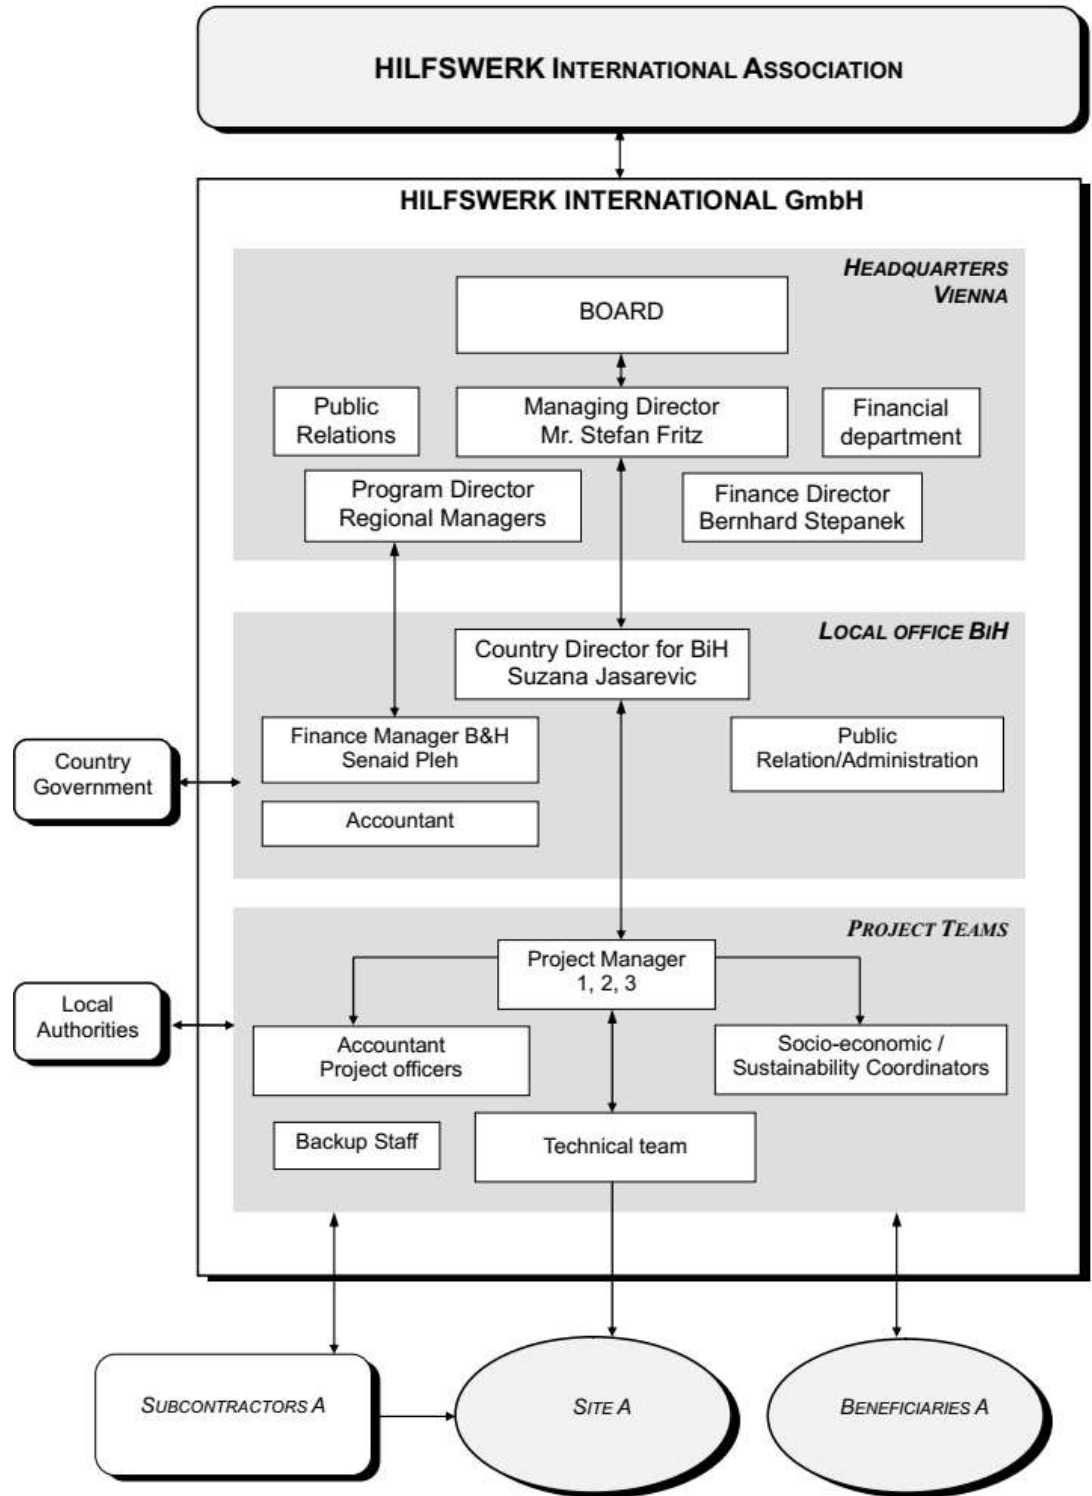 HILFSWERK INTERNATIONAL ASSOCIATION
HILFSWERK INTERNATIONAL GmbH
HEADQUARTERS
VIENNA
BOARD
Public
Relations
Managing Director
Mr. Stefan Fritz
Financial
department
Program Director
Regional Managers
Finance Director
Bernhard Stepanek
LOCAL OFFICE BIH
Country Director for BiH
Suzana Jasarevic
Finance Manager B&H
Senaid Pleh
Public
Relation/Administration
Country
Government
Accountant
PROJECT TEAMS
Project Manager
1, 2, 3
Local
Authorities
Accountant
Project officers
Socio-economic /
Sustainability Coordinators
Backup Staff
Technical team
SUBCONTRACTORS A
SITE A
BENEFICIARIES A